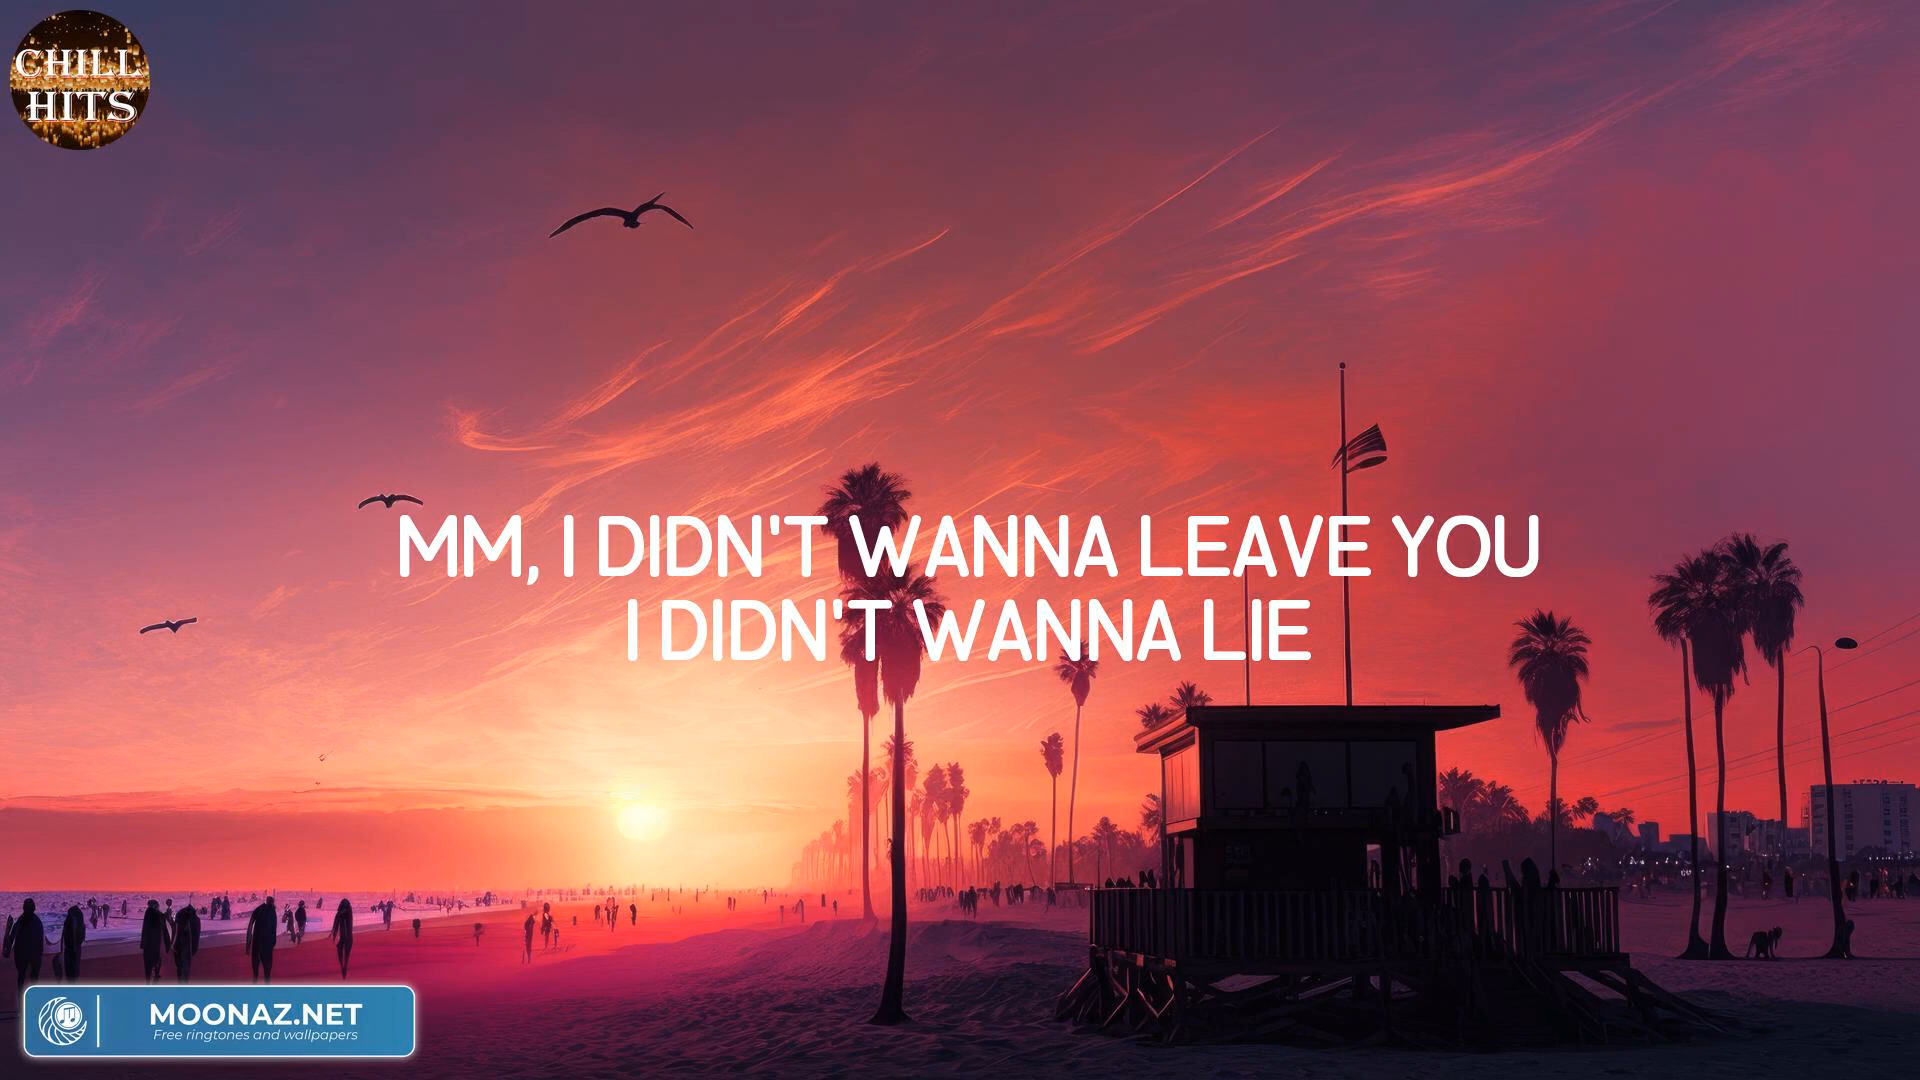 CHILL
HITS
MM, I DIDN'T WANNA LEAVE YOU
I DIDN'T WANNA LIE
MOONAZ.NET
Free ringtones and wallpapers